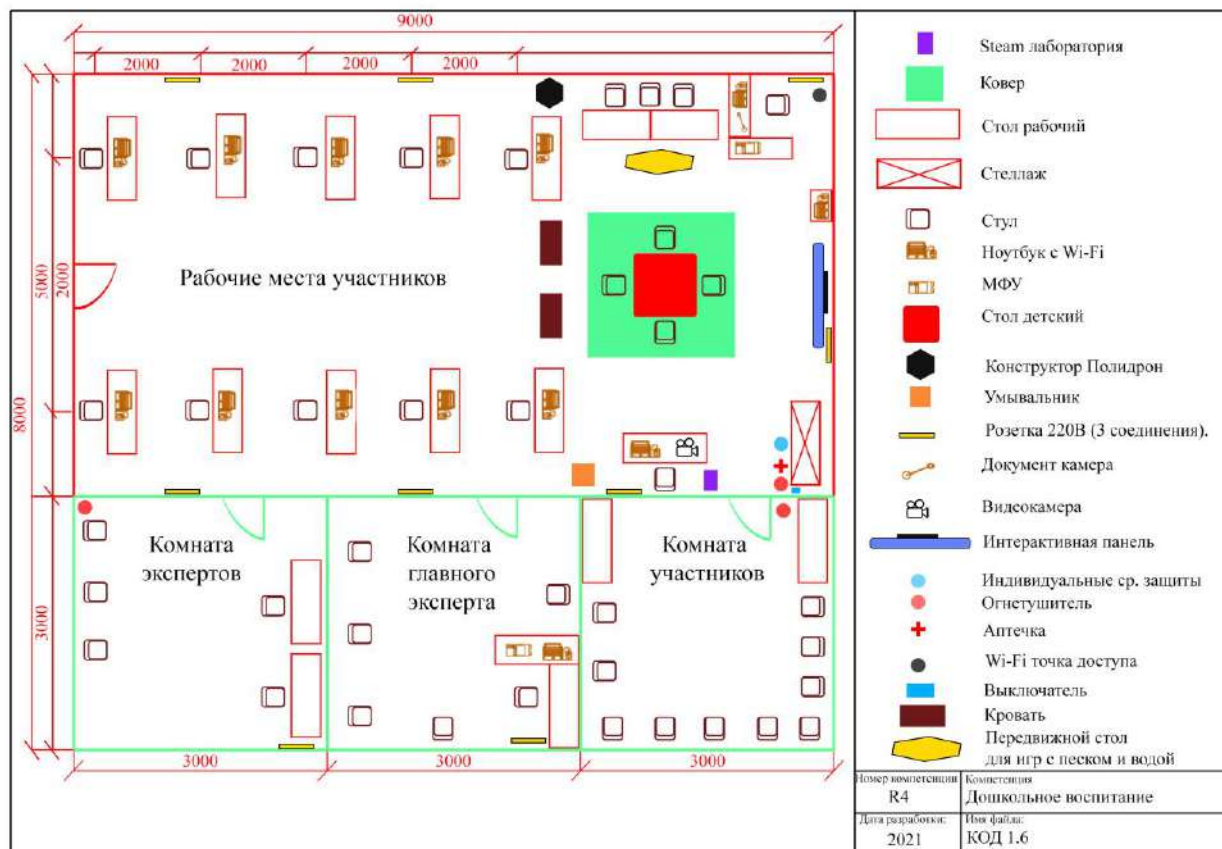 9000
2000
2000
2000
2000
8000
5000
2000
3000
Рабочие места участников
Комната
экспертов
Комната
главного
эксперта
Комната
участников
3000
3000
3000
Steam лаборатория
Ковер
Стол рабочий
Стеллаж
Стул
Ноутбук с Wi-Fi
МФУ
Стол детский
Конструктор Полидрон
Умывальник
Розетка 220В (3 соединения).
Документ камера
Видеокамера
Интерактивная панель
Индивидуальные ср. защиты
Огнетушитель
Аптечка
Wi-Fi точка доступа
Выключатель
Кровать
Передвижной стол
для игр с песком и водой
Номер компетенции
R4
Компетенция
Дошкольное воспитание
Дата разработки:
2021
Имя файла:
КОД 1.6